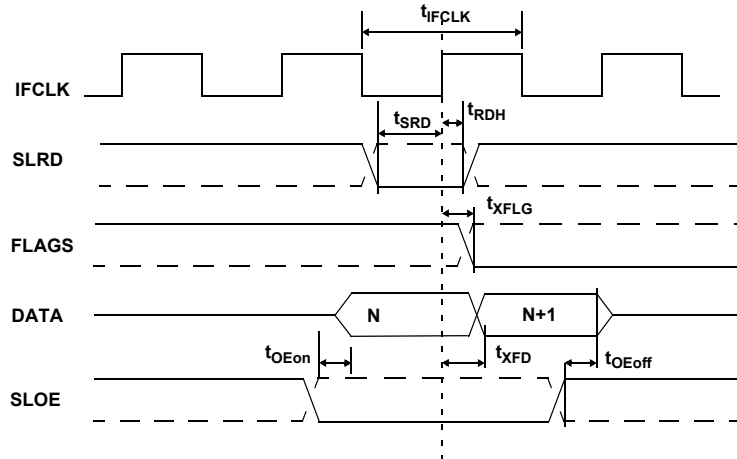 tIFCLK
IFCLK
tSRD
tRDH
SLRD
tXFLG
FLAGS
DATA
N
N+1
tOEon
tXFD
tOEoff
SLOE